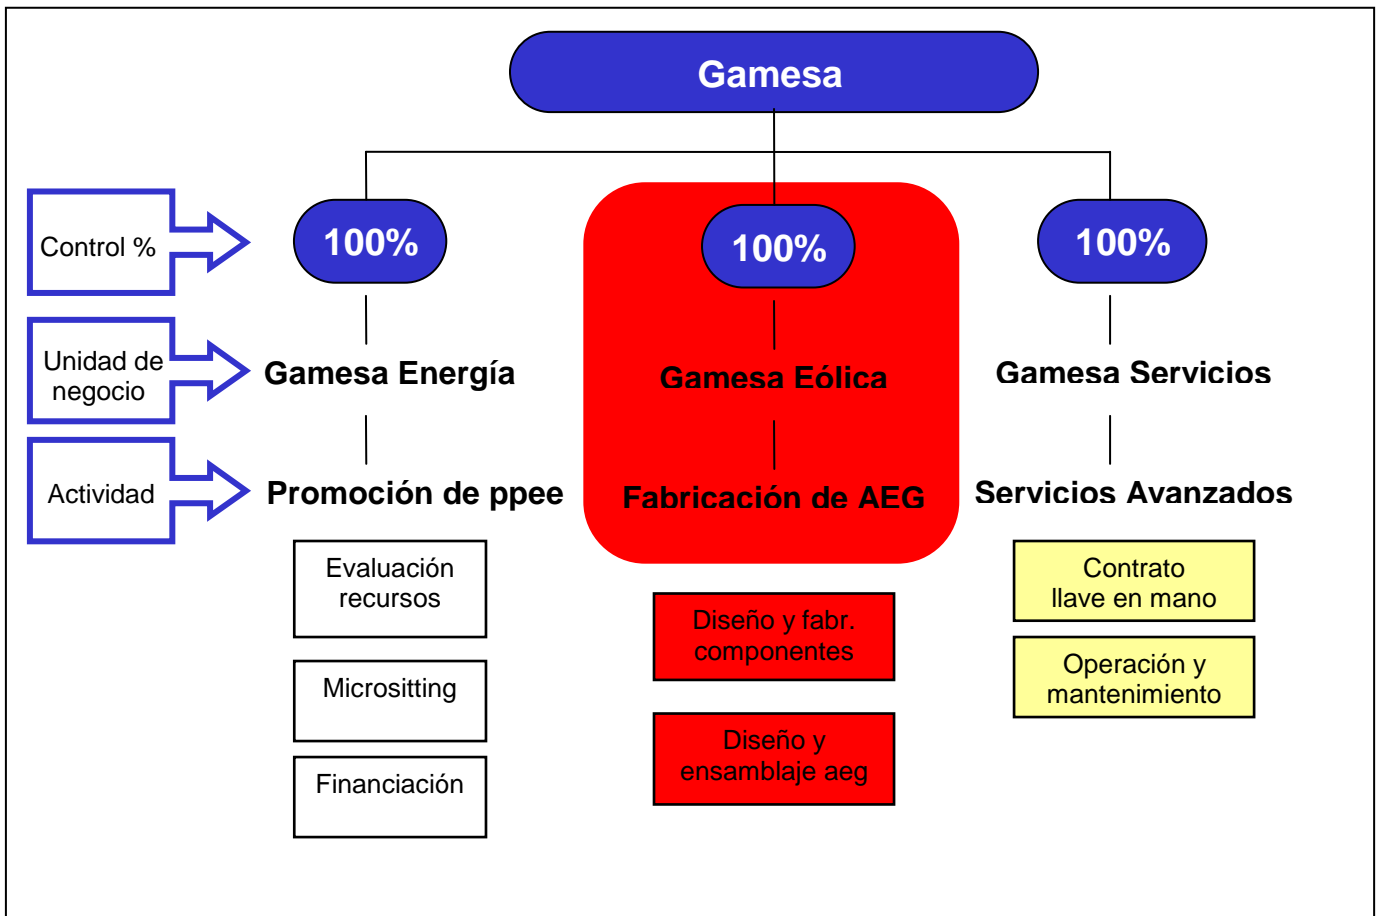 Gamesa
Control %
100%
100%
100%
Unidad de
negocio
Gamesa Energía
Gamesa Eólica
Gamesa Servicios
Actividad
Promoción de ppee
Fabricación de AEG
Servicios Avanzados
Evaluación
recursos
Micrositting
Financiación
Diseño y fabr.
componentes
Diseño y
ensamblaje aeg
Contrato
llave en mano
Operación y
mantenimiento